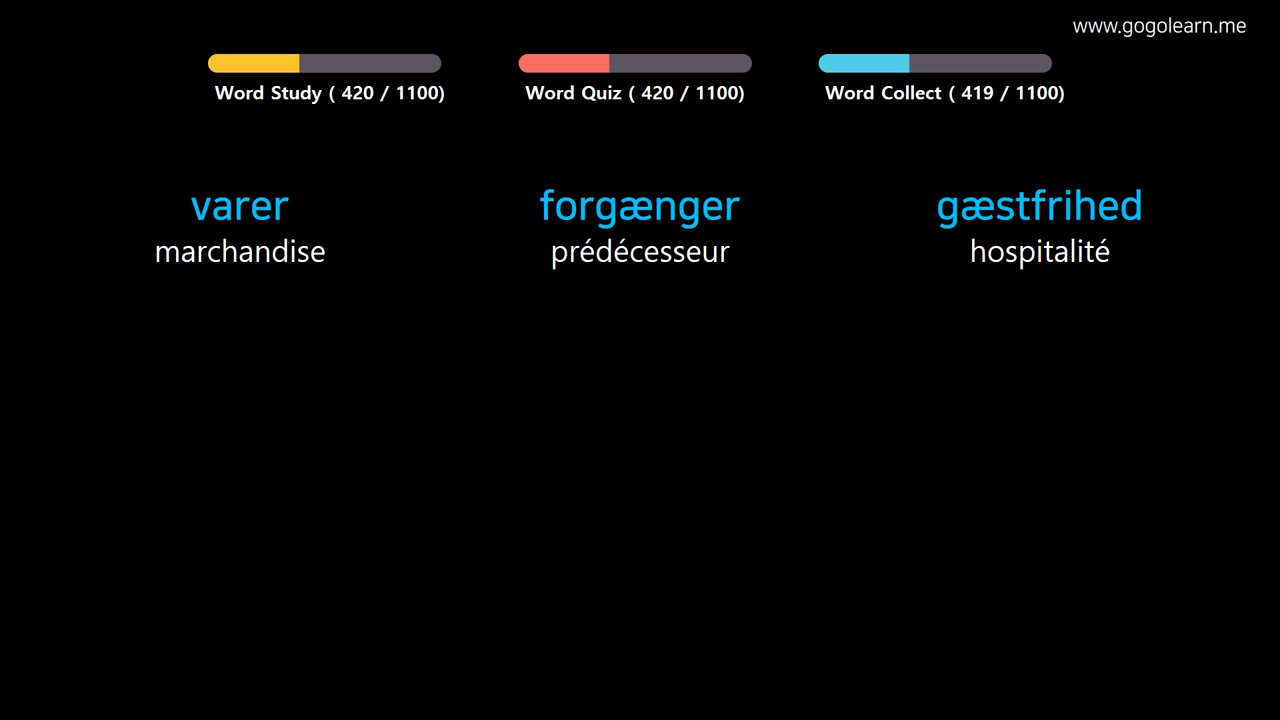 www.gogolearn.me
Word Study ( 420 / 1100)
Word Quiz ( 420 / 1100)
Word Collect ( 419 / 1100)
varer
marchandise
forgænger
prédécesseur
gæstfrihed
hospitalité